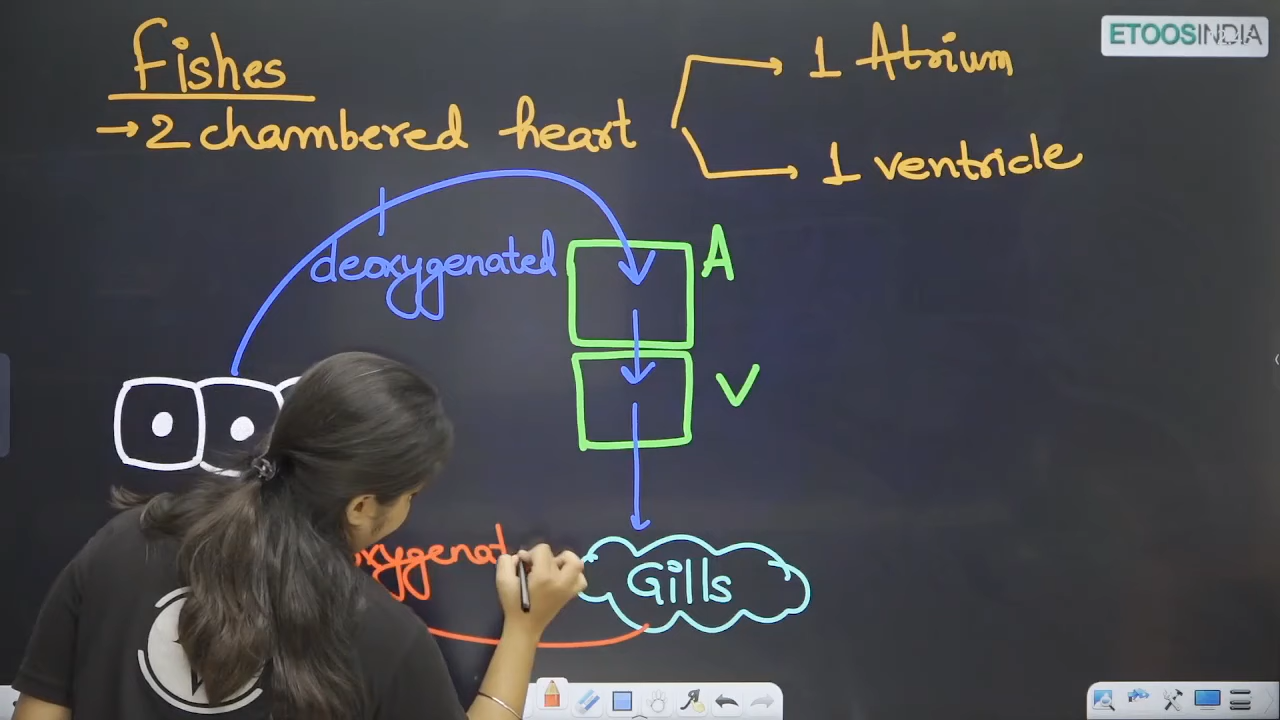 Fishes
→ 2 chambered heart
1 Atrium
1 ventricle
ETOOSINDIA
deoxygenated
A
V
Gills